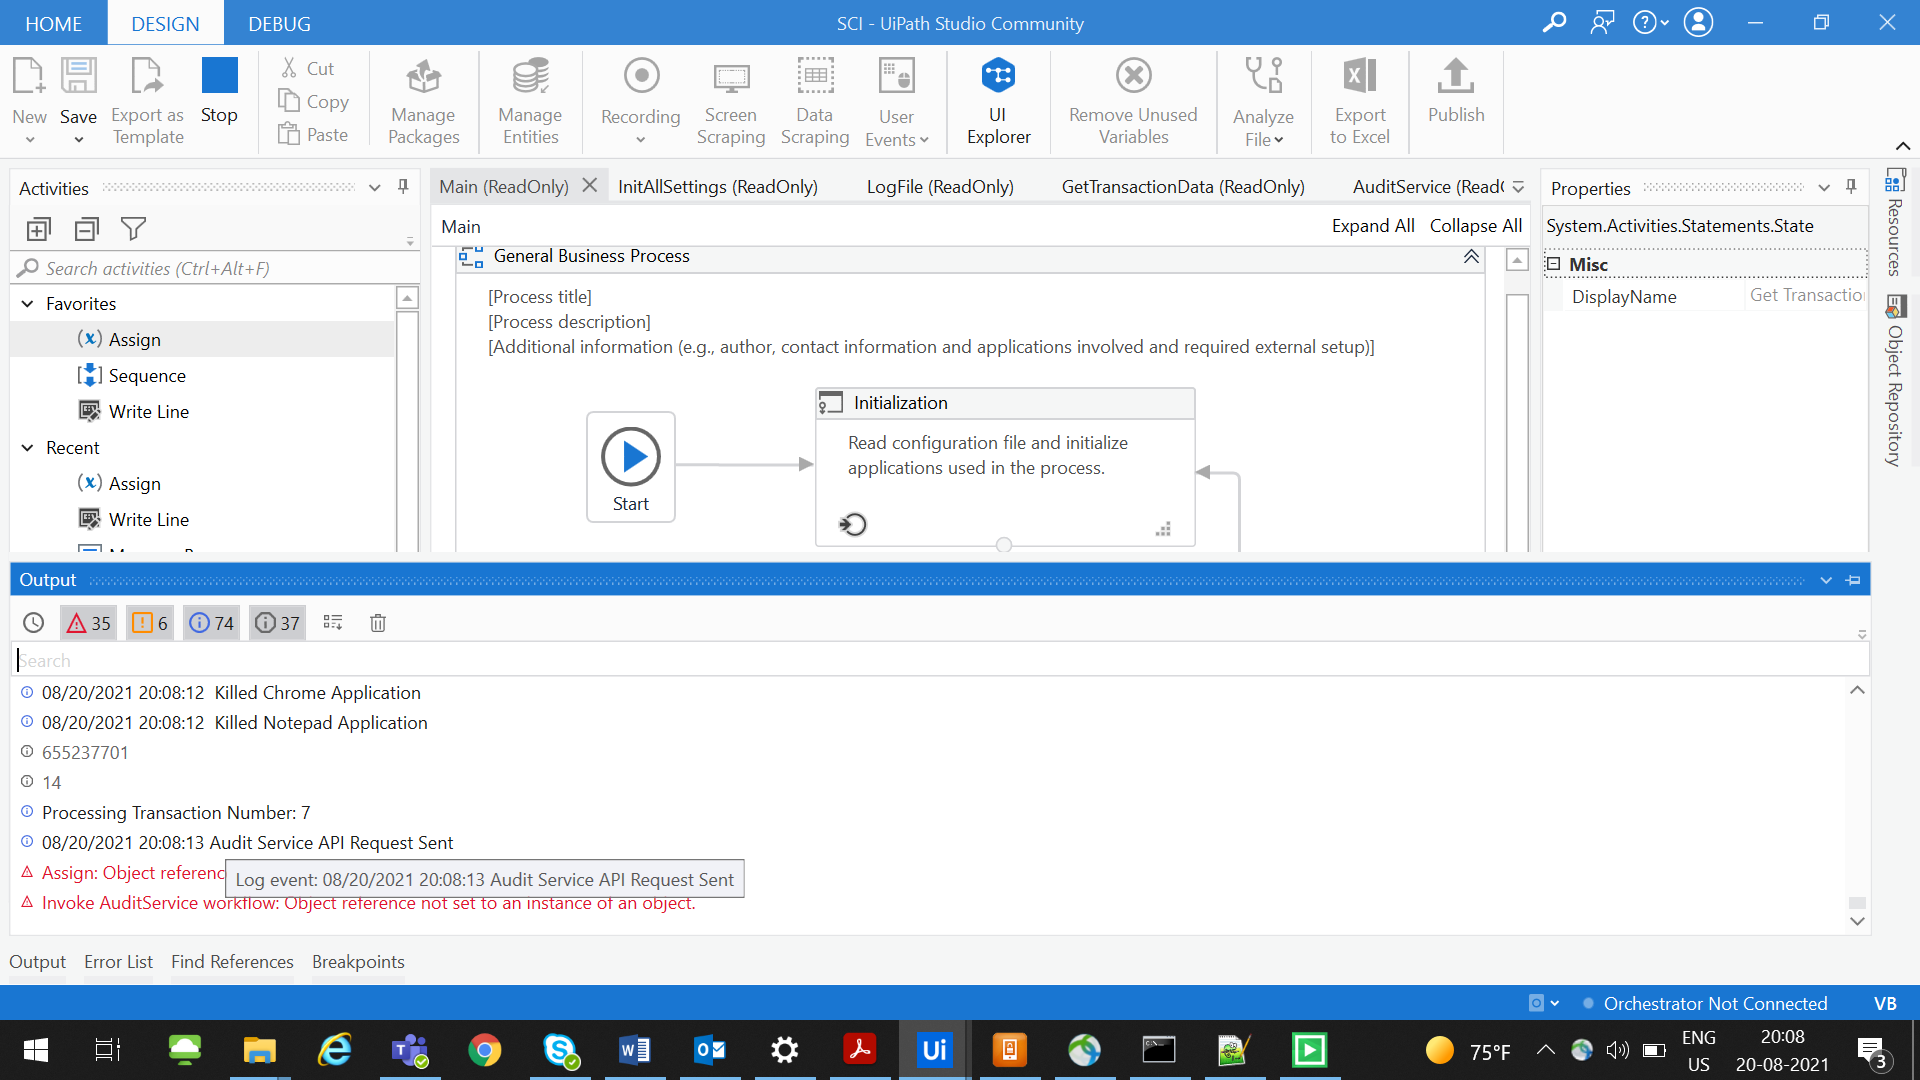 HOME
DESIGN
DEBUG
SCI - UiPath Studio Community
New
Save
Export as
Template
Stop
Cut
Copy
Paste
Manage
Packages
Manage
Entities
Recording
Screen
Scraping
Data
Scraping
User
Events
UI
Explorer
Remove Unused
Variables
Analyze
File
Export
to Excel
Publish
Activities
Search activities (Ctrl+Alt+F)
Favorites
Assign
Sequence
Write Line
Recent
Assign
Write Line
Main (ReadOnly)
InitAllSettings (ReadOnly)
LogFile (ReadOnly)
GetTransactionData (ReadOnly)
AuditService (Read
Main
Expand All
Collapse All
General Business Process
[Process title]
[Process description]
[Additional information (e.g., author, contact information and applications involved and required external setup)]
Start
Initialization
Read configuration file and initialize
applications used in the process.
Properties
System.Activities.Statements.State
Misc
DisplayName
Get Transactio
Resources
Object Repository
Output
35
6
74
37
Search
08/20/2021 20:08:12 Killed Chrome Application
08/20/2021 20:08:12 Killed Notepad Application
655237701
14
Processing Transaction Number: 7
08/20/2021 20:08:13 Audit Service API Request Sent
Assign: Object referenc
Log event: 08/20/2021 20:08:13 Audit Service API Request Sent
Invoke AuditService workflow: Object reference not set to an instance of an object.
Output
Error List
Find References
Breakpoints
Orchestrator Not Connected
VB
Ui
75°F
ENG
US
20:08
20-08-2021
3